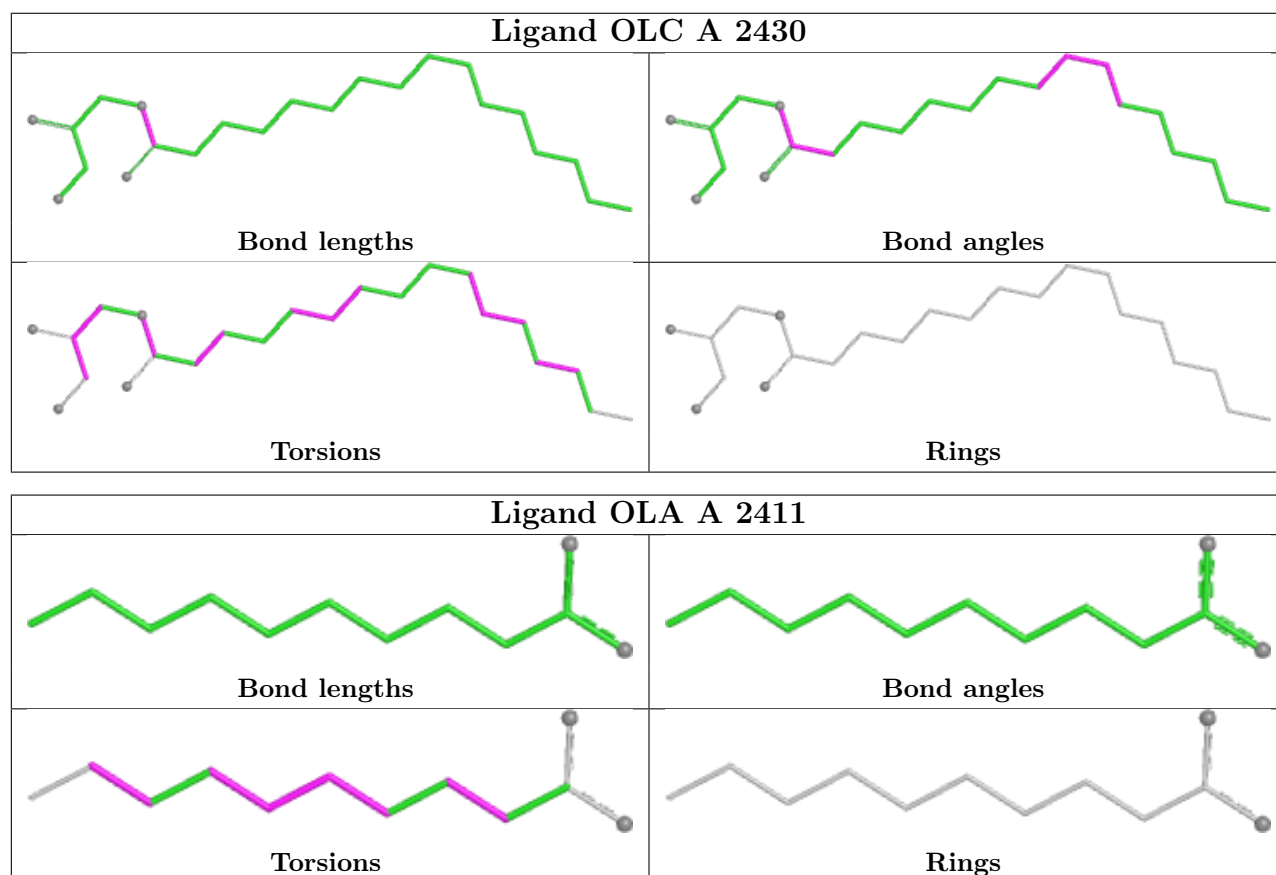 Ligand OLC A 2430
Bond lengths
Bond angles
Torsions
Rings
Ligand OLA A 2411
Bond lengths
Bond angles
Torsions
Rings